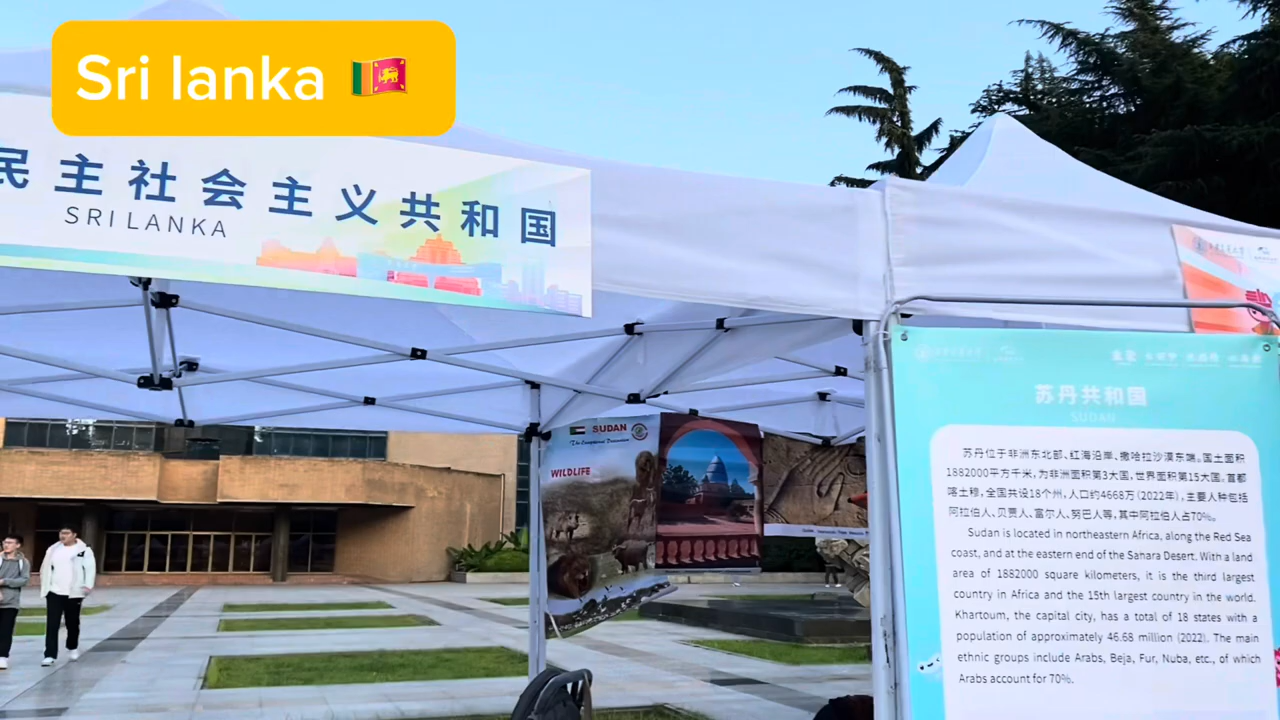 Sri lanka
民主社会主义共和国
SRI LANKA
SUDAN
WILDLIFE
苏丹共和国
SUDAN
苏丹位于非洲东北部、红海沿岸、撒哈拉沙漠东端。国土面积
1882000平方千米,为非洲面积第3大国,世界面积第15大国,首都
喀土穆,全国共设18个州,人口约4668万(2022年),主要人种包括
阿拉伯人、贝贾人、富尔人、努巴人等,其中阿拉伯人占70%。
Sudan is located in northeastern Africa, along the Red Sea
coast, and at the eastern end of the Sahara Desert. With a land
area of 1882000 square kilometers, it is the third largest
country in Africa and the 15th largest country in the world.
Khartoum, the capital city, has a total of 18 states with a
population of approximately 46.68 million (2022). The main
ethnic groups include Arabs, Beja, Fur, Nuba, etc., of which
Arabs account for 70%.